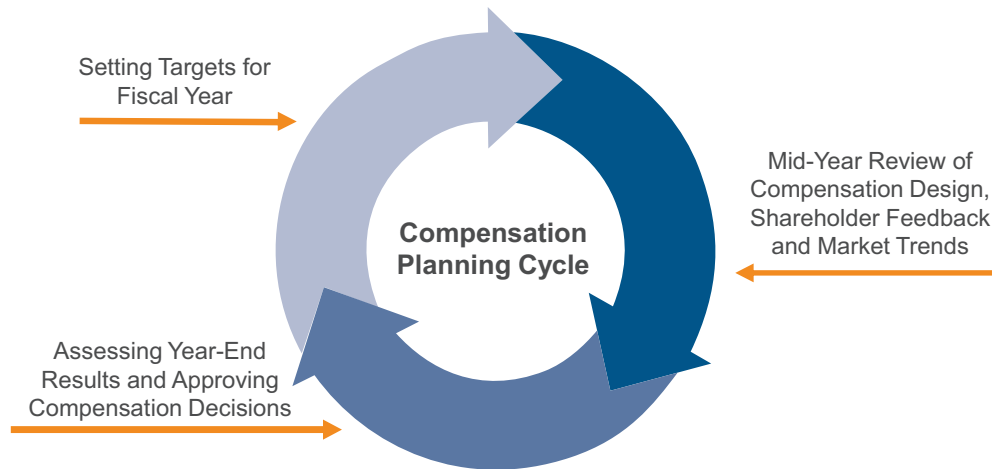 Setting Targets for
Fiscal Year
Mid-Year Review of
Compensation Design,
Shareholder Feedback
and Market Trends
Compensation
Planning Cycle
Assessing Year-End
Results and Approving
Compensation Decisions